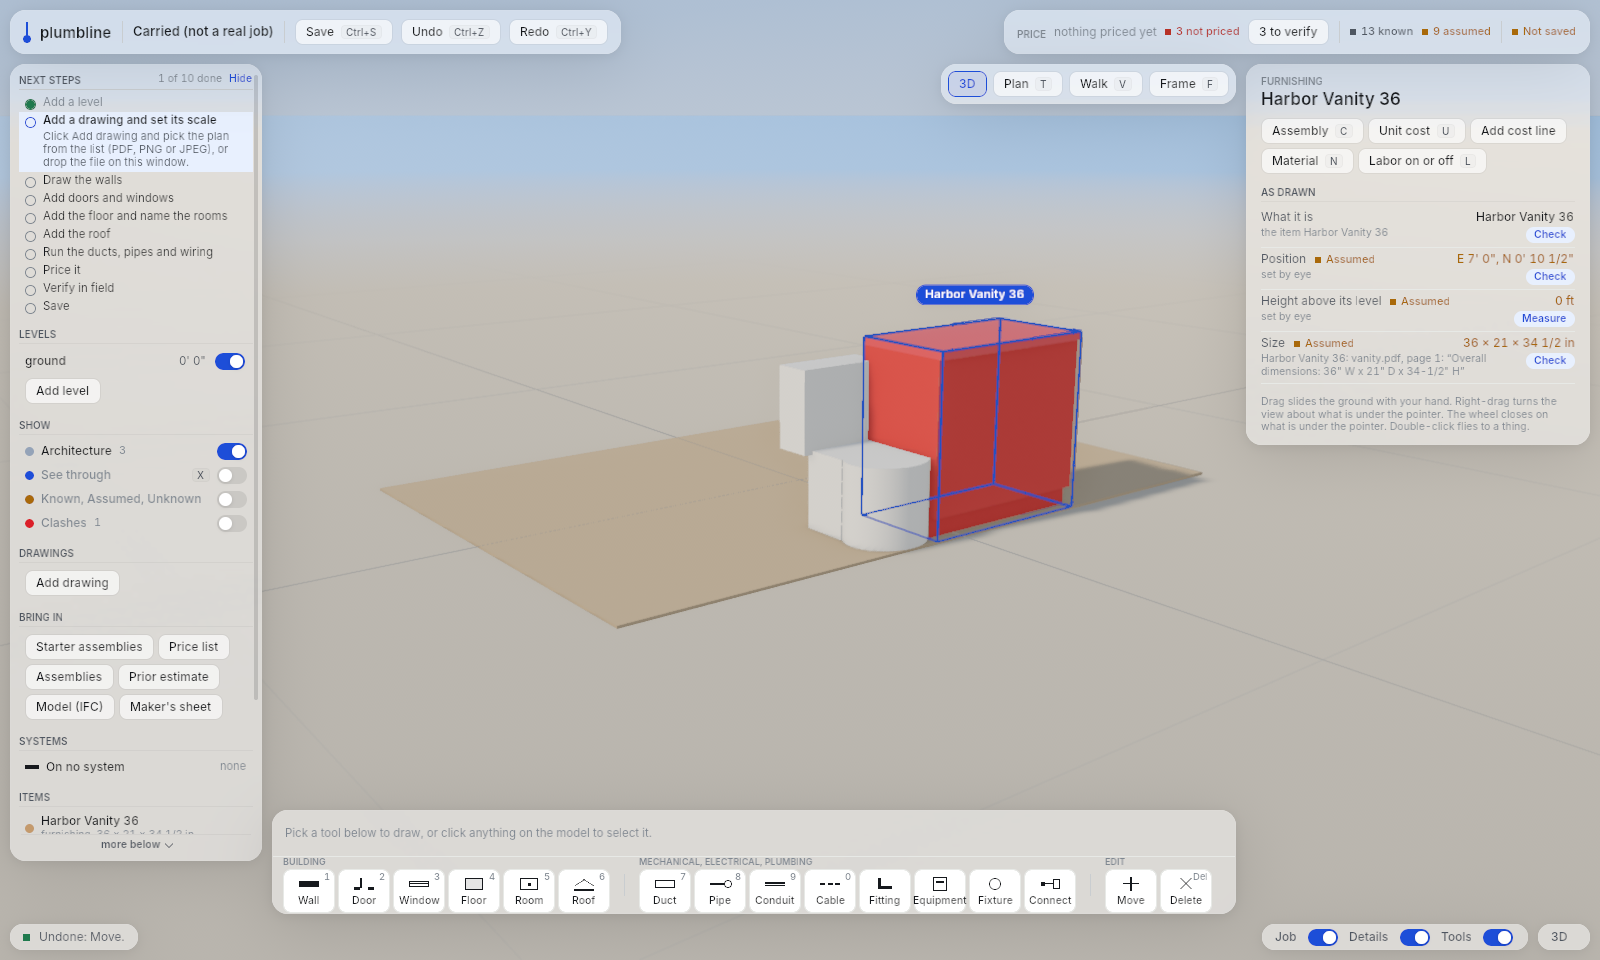 plumbline
Carried (not a real job)
Save Ctrl+S
Undo Ctrl+Z
Redo Ctrl+Y
PRICE nothing priced yet 3 not priced 3 to verify 13 known 9 assumed Not saved
NEXT STEPS 1 of 10 done Hide
Add a level
Add a drawing and set its scale
Click Add drawing and pick the plan
from the list (PDF, PNG or JPEG), or
drop the file on this window.
Draw the walls
Add doors and windows
Add the floor and name the rooms
Add the roof
Run the ducts, pipes and wiring
Price it
Verify in field
Save
LEVELS
ground 0' 0"
Add level
SHOW
Architecture 3
See through X
Known, Assumed, Unknown
Clashes 1
DRAWINGS
Add drawing
BRING IN
Starter assemblies Price list
Assemblies Prior estimate
Model (IFC) Maker's sheet
SYSTEMS
On no system none
ITEMS
Harbor Vanity 36
furnishing, 36 × 21 × 34 1/2 in
more below
Undone: Move.
3D Plan T Walk V Frame F
Harbor Vanity 36
FURNISHING
Harbor Vanity 36
Assembly C Unit cost U Add cost line
Material N Labor on or off L
AS DRAWN
What it is Harbor Vanity 36
the item Harbor Vanity 36 Check
Position Assumed E 7' 0", N 0' 10 1/2"
set by eye Check
Height above its level Assumed 0 ft
set by eye Measure
Size Assumed 36 × 21 × 34 1/2 in
Harbor Vanity 36: vanity.pdf, page 1: "Overall Check
dimensions: 36" W x 21" D x 34-1/2" H"
Drag slides the ground with your hand. Right-drag turns the
view about what is under the pointer. The wheel closes on
what is under the pointer. Double-click flies to a thing.
Pick a tool below to draw, or click anything on the model to select it.
BUILDING MECHANICAL, ELECTRICAL, PLUMBING EDIT
1 2 3 4 5 6 7 8 9 0 Del
Wall Door Window Floor Room Roof Duct Pipe Conduit Cable Fitting Equipment Fixture Connect Move Delete
Job Details Tools 3D